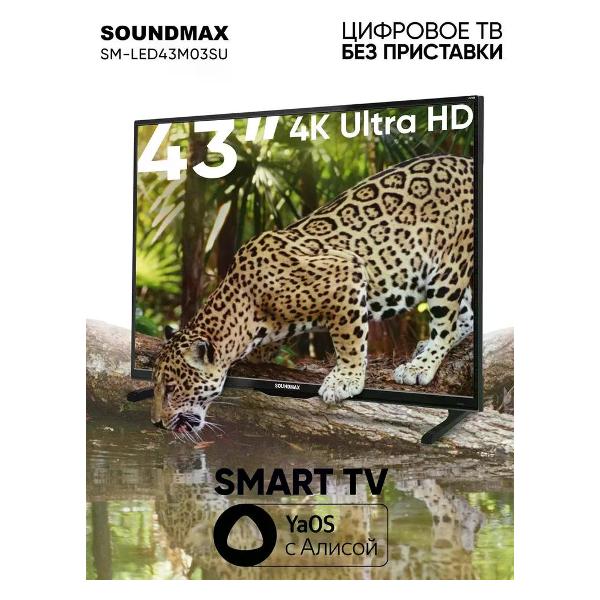 SOUNDMAX
SM-LED43M03SU
ЦИФРОВОЕ ТВ
БЕЗ ПРИСТАВКИ
43"
4K Ultra HD
SOUNDMAX
SMART TV
YaOS
с Алисой